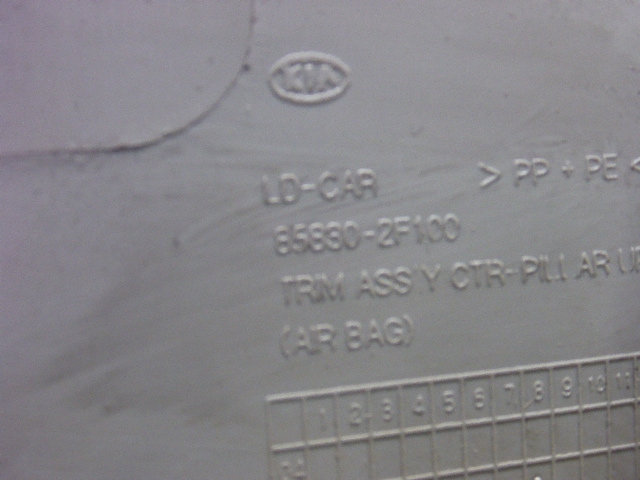 KIA
LD-CAR > PP + PE <
85830-2F100
TRIM ASS'Y CTR-PILLAR
(AIR BAG)
1 2 3 4 5 6 7 8 9 10 11
04